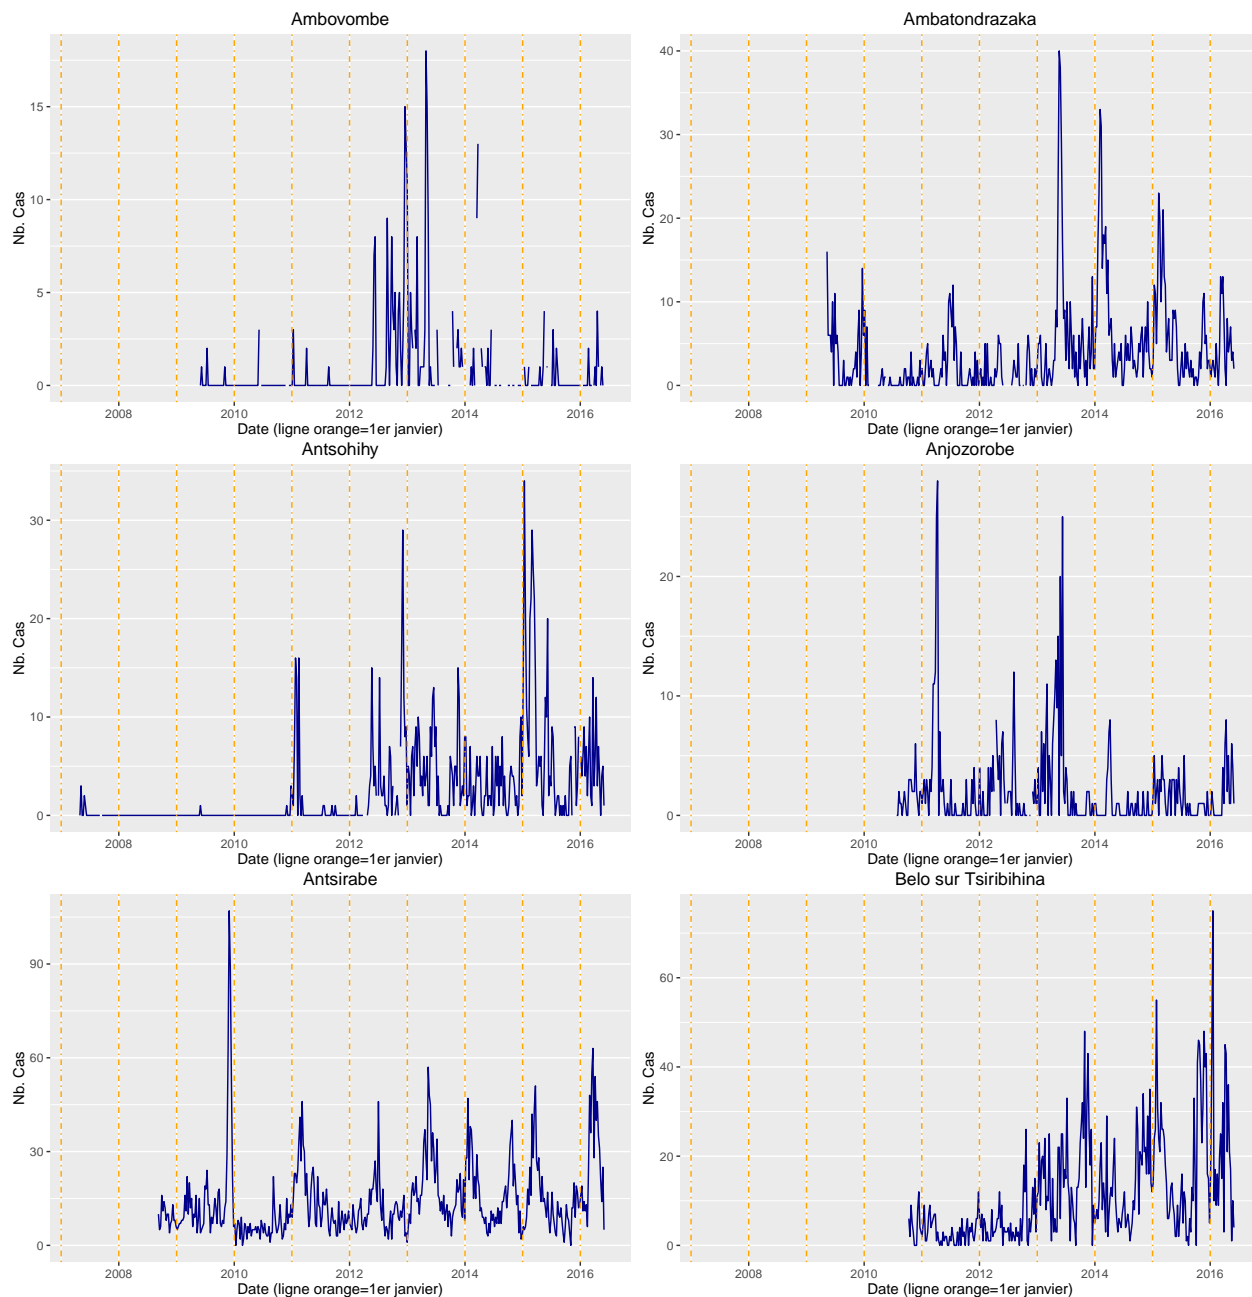 Ambovombe
Nb. Cas
15
10
5
0
2008 2010 2012 2014 2016
Date (ligne orange=1er janvier)
Ambatondrazaka
Nb. Cas
40
30
20
10
0
2008 2010 2012 2014 2016
Date (ligne orange=1er janvier)
Antsohihy
Nb. Cas
30
20
10
0
2008 2010 2012 2014 2016
Date (ligne orange=1er janvier)
Anjozorobe
Nb. Cas
20
10
0
2008 2010 2012 2014 2016
Date (ligne orange=1er janvier)
Antsirabe
Nb. Cas
90
60
30
0
2008 2010 2012 2014 2016
Date (ligne orange=1er janvier)
Belo sur Tsiribihina
Nb. Cas
60
40
20
0
2008 2010 2012 2014 2016
Date (ligne orange=1er janvier)